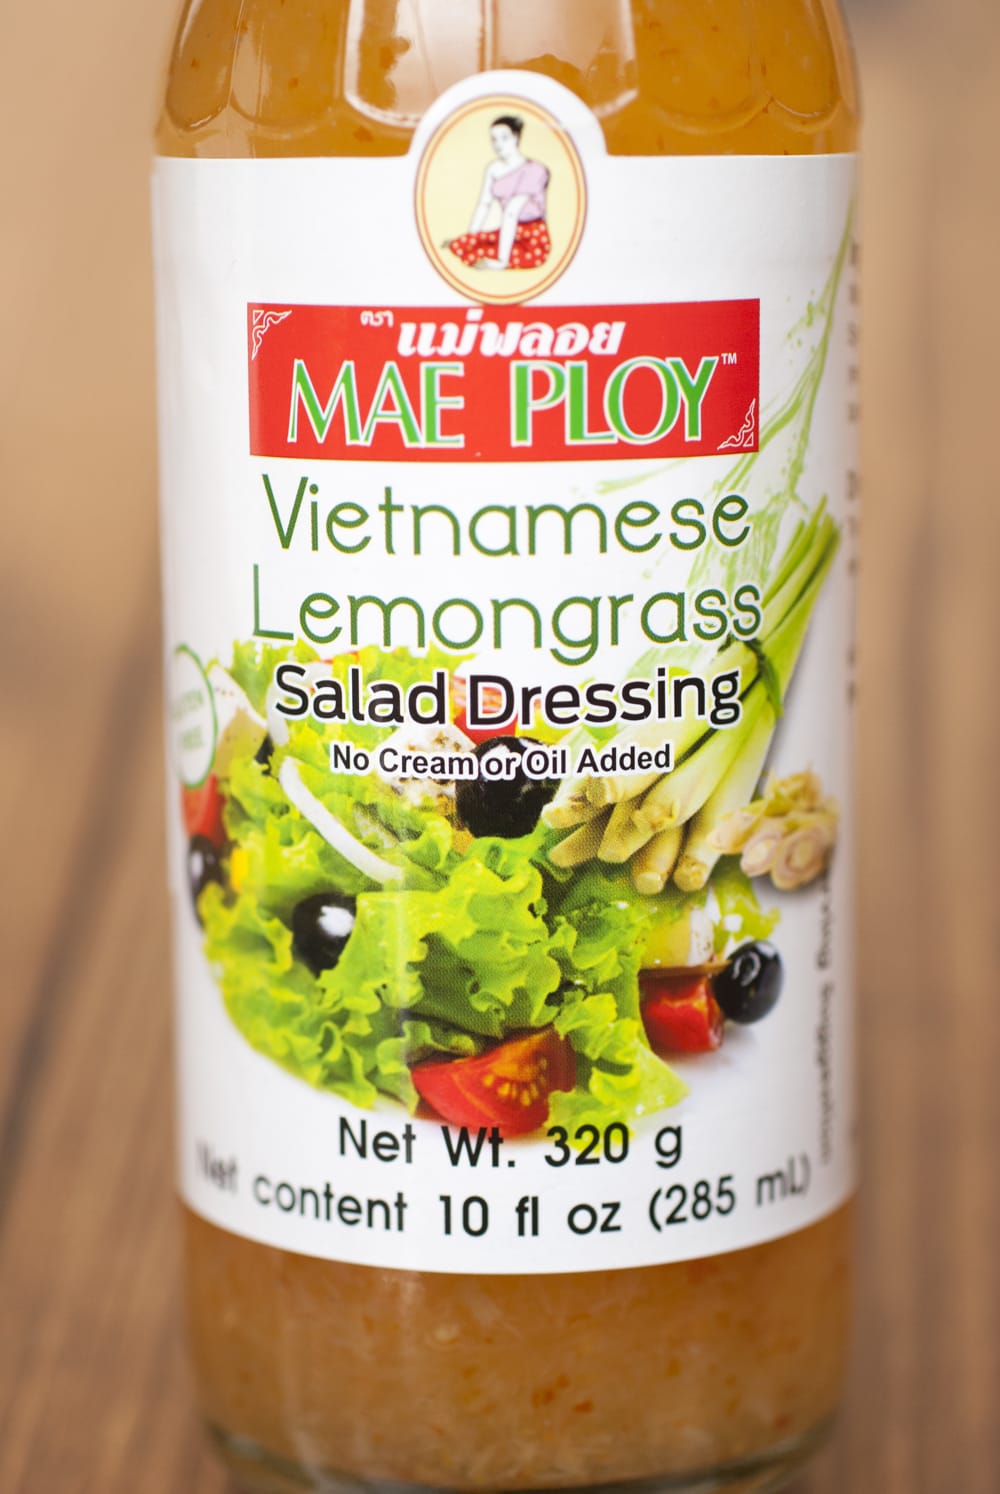 ตรา
แม่พลอย
MAE PLOY™
Vietnamese
Lemongrass
Salad Dressing
No Cream or Oil Added
Net Wt. 320 g
Net content 10 fl oz (285 mL)